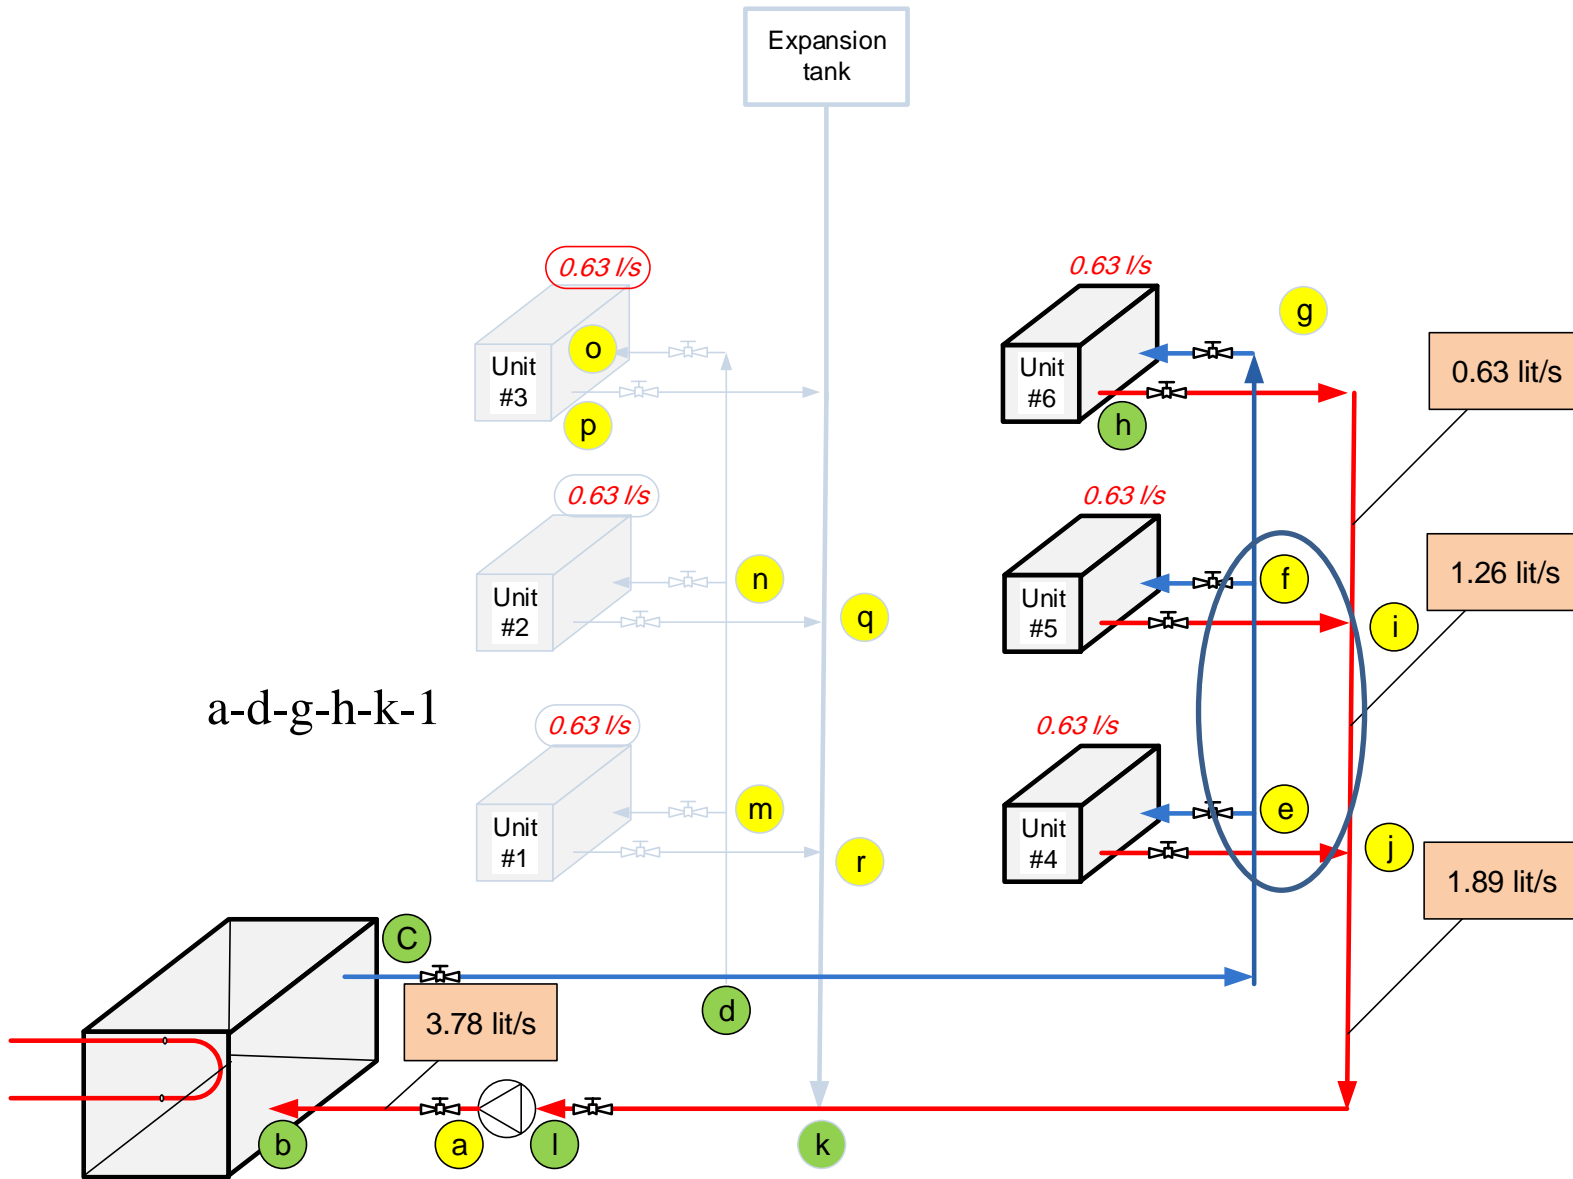 Expansion
tank
0.63 l/s
0.63 l/s
g
o
Unit
#3
p
Unit
#6
h
0.63 lit/s
0.63 l/s
0.63 l/s
n
f
1.26 lit/s
Unit
#2
q
Unit
#5
i
a-d-g-h-k-1
0.63 l/s
0.63 l/s
m
e
Unit
#1
r
Unit
#4
j
1.89 lit/s
C
d
3.78 lit/s
b
a
l
k